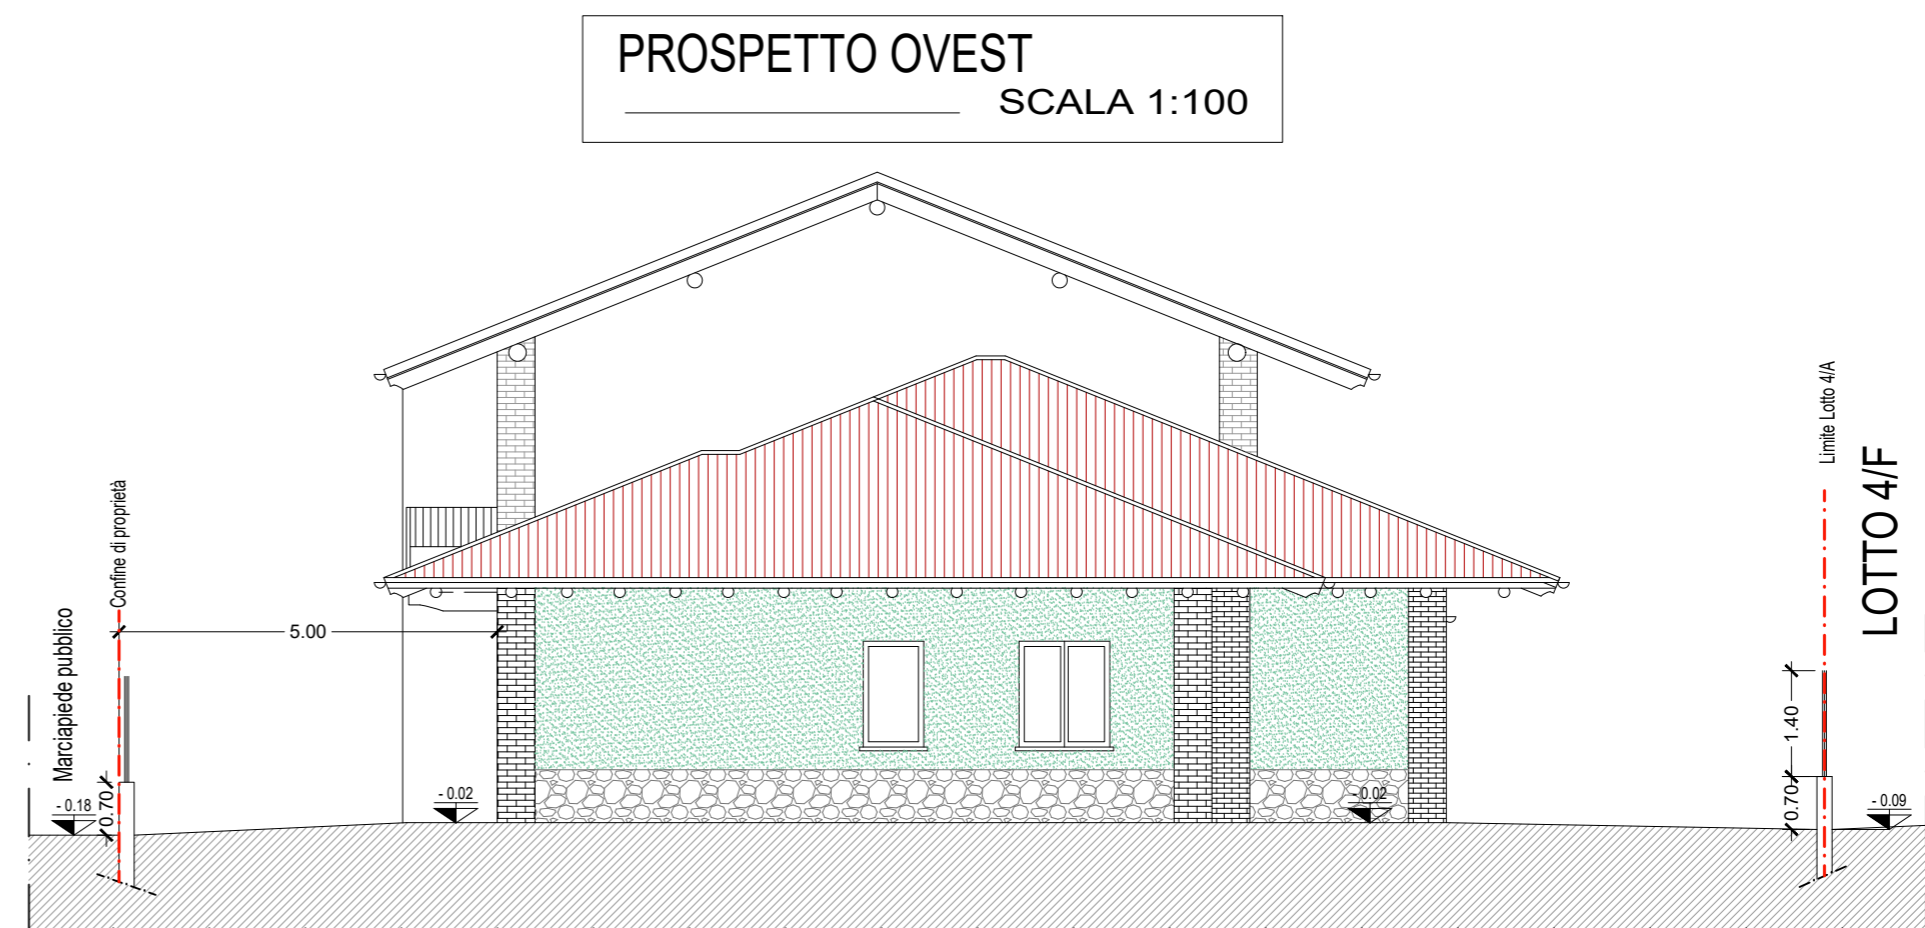 PROSPETTO OVEST
SCALA 1:100
Limite Lotto 4/A
LOTTO 4/F
Confine di proprietà
Marciapiede pubblico
5.00
1.40
0.70
0.70
- 0.18
- 0.02
- 0.02
- 0.09